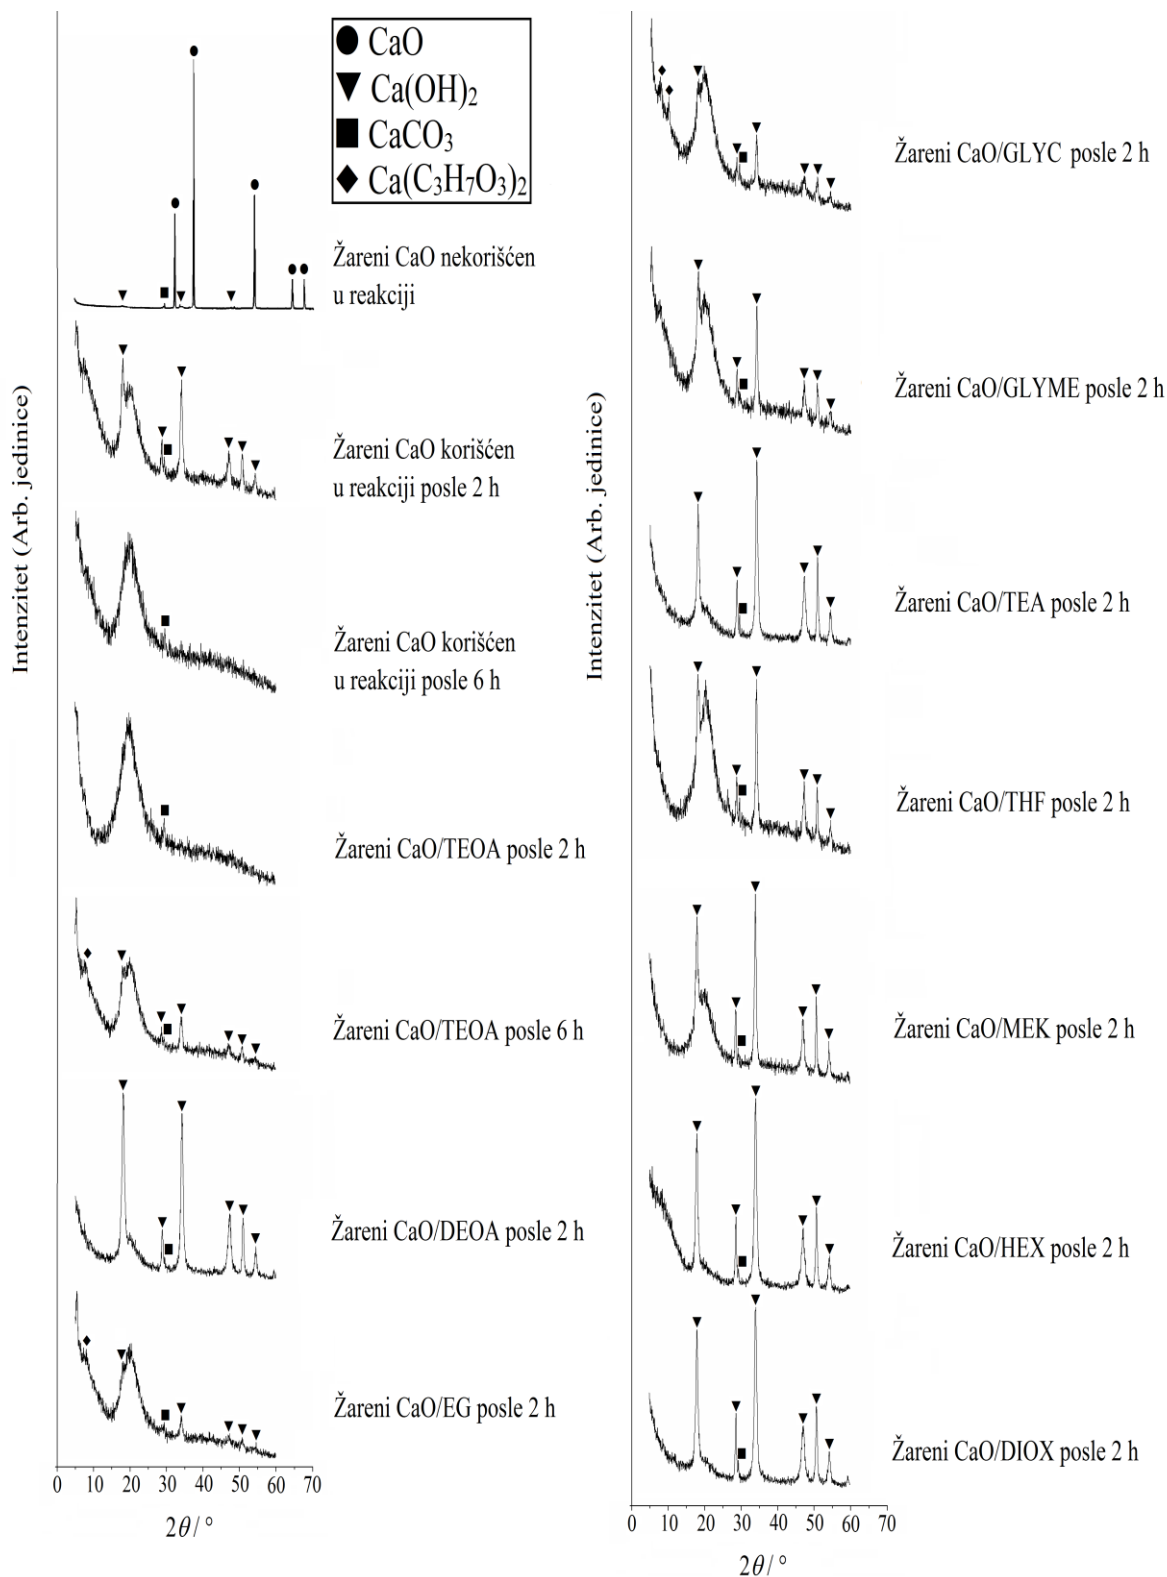 CaO
Ca(OH)₂
CaCO₃
Ca(C₃H₇O₃)₂
Žareni CaO nekorišćen
u reakciji
Žareni CaO korišćen
u reakciji posle 2 h
Žareni CaO korišćen
u reakciji posle 6 h
Žareni CaO/TEOA posle 2 h
Žareni CaO/TEOA posle 6 h
Žareni CaO/DEOA posle 2 h
Žareni CaO/EG posle 2 h
Intenzitet (Arb. jedinice)
0 10 20 30 40 50 60 70
2θ / °
Žareni CaO/GLYC posle 2 h
Žareni CaO/GLYME posle 2 h
Žareni CaO/TEA posle 2 h
Žareni CaO/THF posle 2 h
Žareni CaO/MEK posle 2 h
Žareni CaO/HEX posle 2 h
Žareni CaO/DIOX posle 2 h
Intenzitet (Arb. jedinice)
0 10 20 30 40 50 60 70
2θ / °